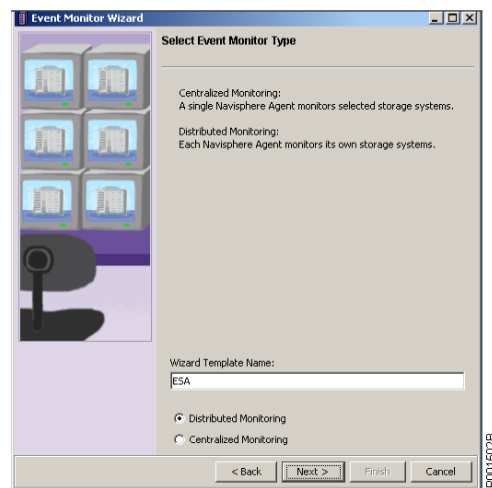 Event Monitor Wizard
Select Event Monitor Type
Centralized Monitoring:
A single Navisphere Agent monitors selected storage systems.
Distributed Monitoring:
Each Navisphere Agent monitors its own storage systems.
Wizard Template Name:
ESA
Distributed Monitoring
Centralized Monitoring
< Back
Next >
Finish
Cancel
P001602B